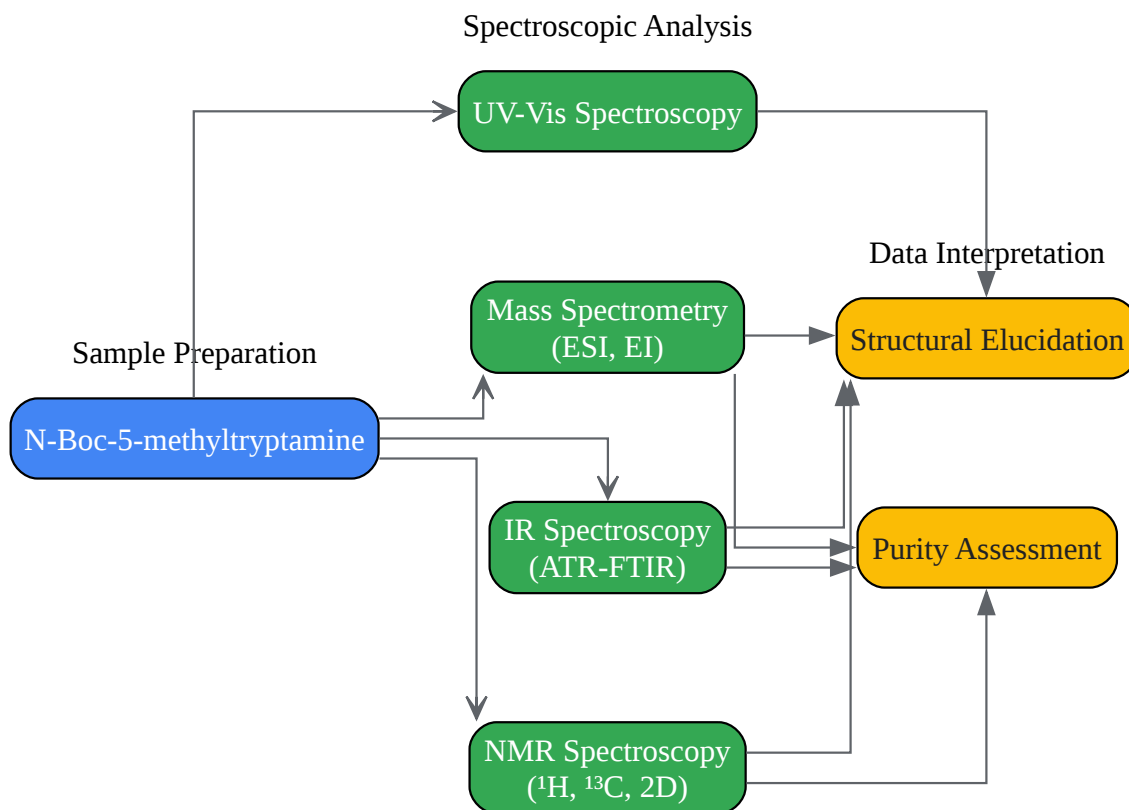 Spectroscopic Analysis
UV-Vis Spectroscopy
Data Interpretation
Mass Spectrometry
(ESI, EI)
Structural Elucidation
Sample Preparation
N-Boc-5-methyltryptamine
IR Spectroscopy
(ATR-FTIR)
Purity Assessment
NMR Spectroscopy
(¹H, ¹³C, 2D)